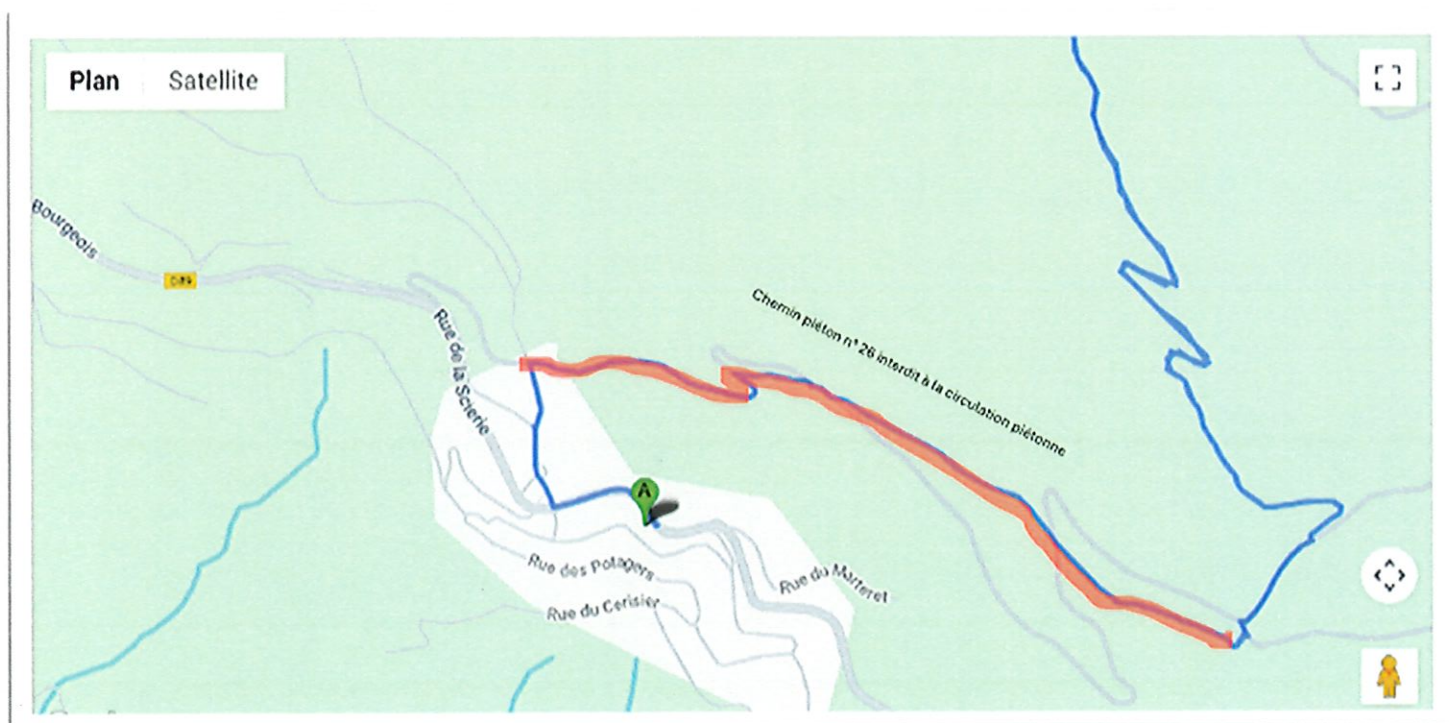 Plan
Satellite
Bourgeois
D89
Rue de la Scierie
Chemin piéton n° 26 interdit à la circulation piétonne
A
Rue des Potagers
Rue du Marteret
Rue du Cerisier